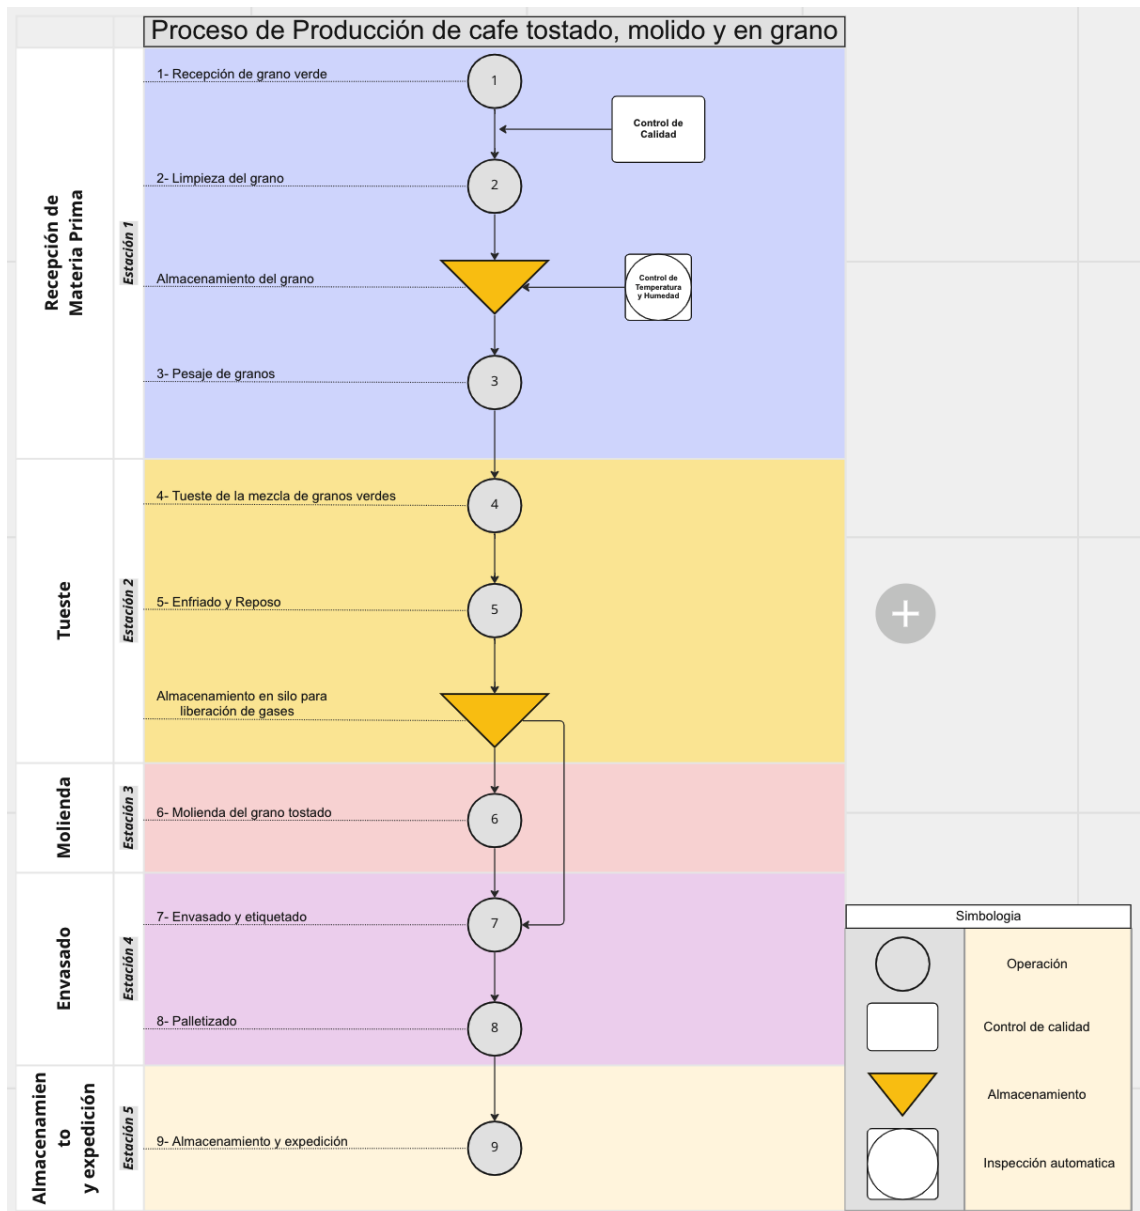 Proceso de Producción de cafe tostado, molido y en grano
Recepción de
Materia Prima
Estación 1
1- Recepción de grano verde
1
Control de
Calidad
2- Limpieza del grano
2
Almacenamiento del grano
Control de
Temperatura
y Humedad
3- Pesaje de granos
3
Tueste
Estación 2
4- Tueste de la mezcla de granos verdes
4
5- Enfriado y Reposo
5
Almacenamiento en silo para
liberación de gases
Molienda
Estación 3
6- Molienda del grano tostado
6
Envasado
Estación 4
7- Envasado y etiquetado
7
8- Palletizado
8
Almacenamien
to
y expedición
Estación 5
9- Almacenamiento y expedición
9
Simbologia
Operación
Control de calidad
Almacenamiento
Inspección automatica